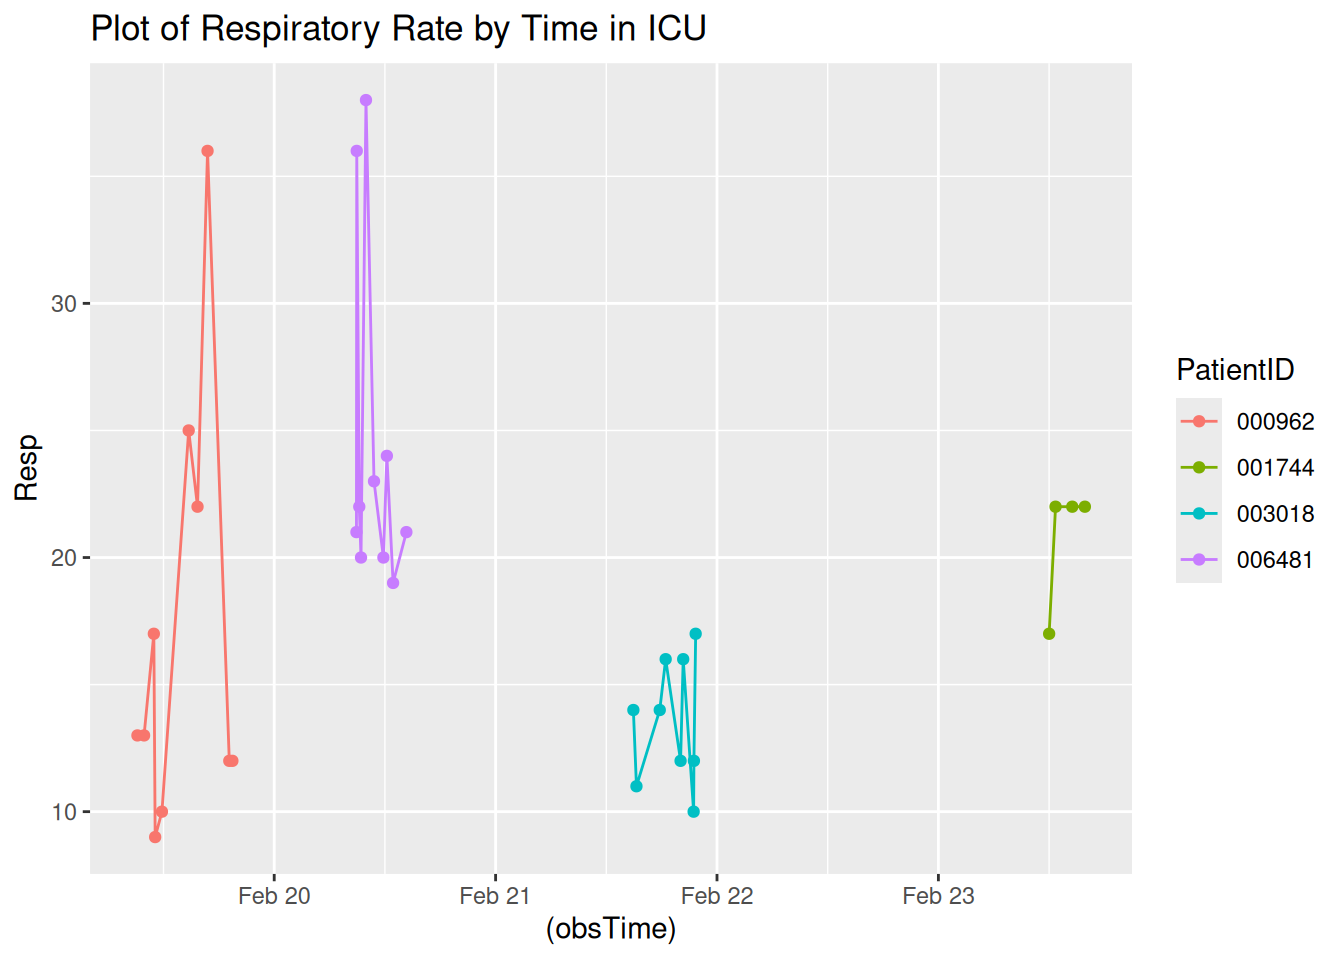 Plot of Respiratory Rate by Time in ICU
Resp
30
20
10
Feb 20
Feb 21
Feb 22
Feb 23
(obsTime)
PatientID
000962
001744
003018
006481